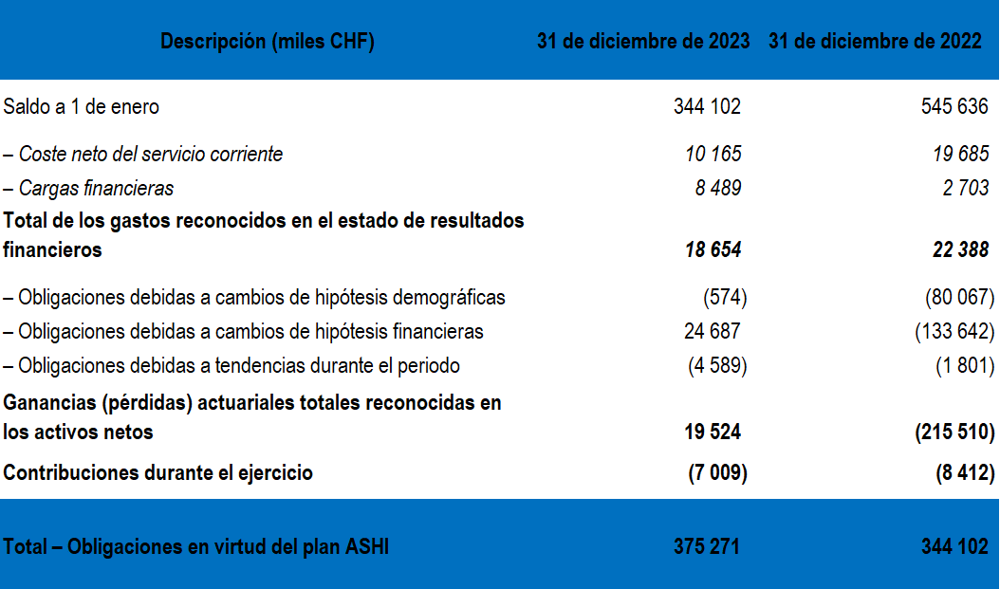 Descripción (miles CHF) 31 de diciembre de 2023 31 de diciembre de 2022
Saldo a 1 de enero 344 102 545 636
– Coste neto del servicio corriente 10 165 19 685
– Cargas financieras 8 489 2 703
Total de los gastos reconocidos en el estado de resultados
financieros 18 654 22 388
– Obligaciones debidas a cambios de hipótesis demográficas (574) (80 067)
– Obligaciones debidas a cambios de hipótesis financieras 24 687 (133 642)
– Obligaciones debidas a tendencias durante el periodo (4 589) (1 801)
Ganancias (pérdidas) actuariales totales reconocidas en
los activos netos 19 524 (215 510)
Contribuciones durante el ejercicio (7 009) (8 412)
Total – Obligaciones en virtud del plan ASHI 375 271 344 102